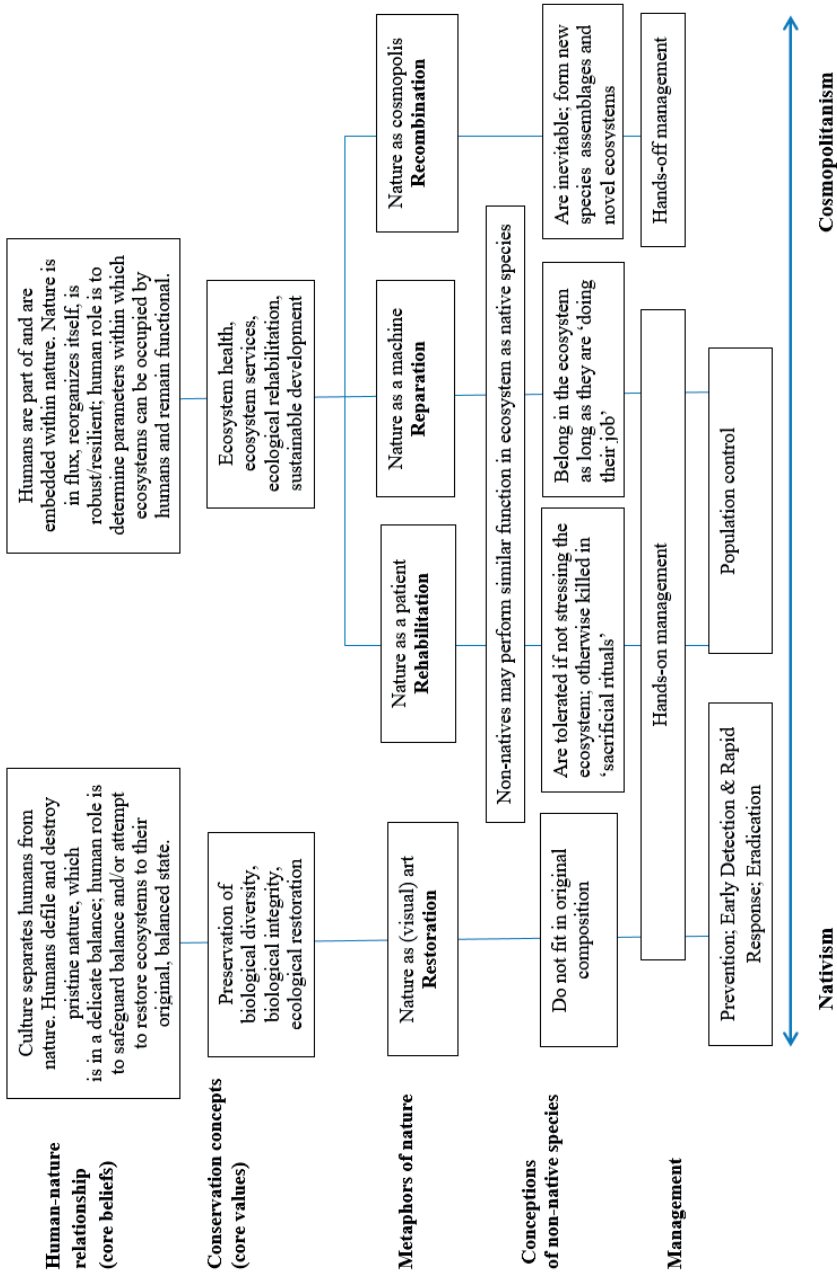 Human-nature
relationship
(core beliefs)
Culture separates humans from
nature. Humans defile and destroy
pristine nature, which
is in a delicate balance; human role is
to safeguard balance and/or attempt
to restore ecosystems to their
original, balanced state.
Humans are part of and are
embedded within nature. Nature is
in flux, reorganizes itself, is
robust/resilient; human role is to
determine parameters within which
ecosystems can be occupied by
humans and remain functional.
Conservation concepts
(core values)
Preservation of
biological diversity,
biological integrity,
ecological restoration
Ecosystem health,
ecosystem services,
ecological rehabilitation,
sustainable development
Metaphors of nature
Nature as (visual) art
Restoration
Nature as a patient
Rehabilitation
Nature as a machine
Reparation
Nature as cosmopolis
Recombination
Non-natives may perform similar function in ecosystem as native species
Conceptions
of non-native species
Do not fit in original
composition
Are tolerated if not stressing the
ecosystem; otherwise killed in
‘sacrificial rituals’
Belong in the ecosystem
as long as they are ‘doing
their job’
Are inevitable; form new
species assemblages and
novel ecosystems
Management
Hands-on management
Hands-off management
Prevention; Early Detection & Rapid
Response; Eradication
Population control
Nativism
Cosmopolitanism